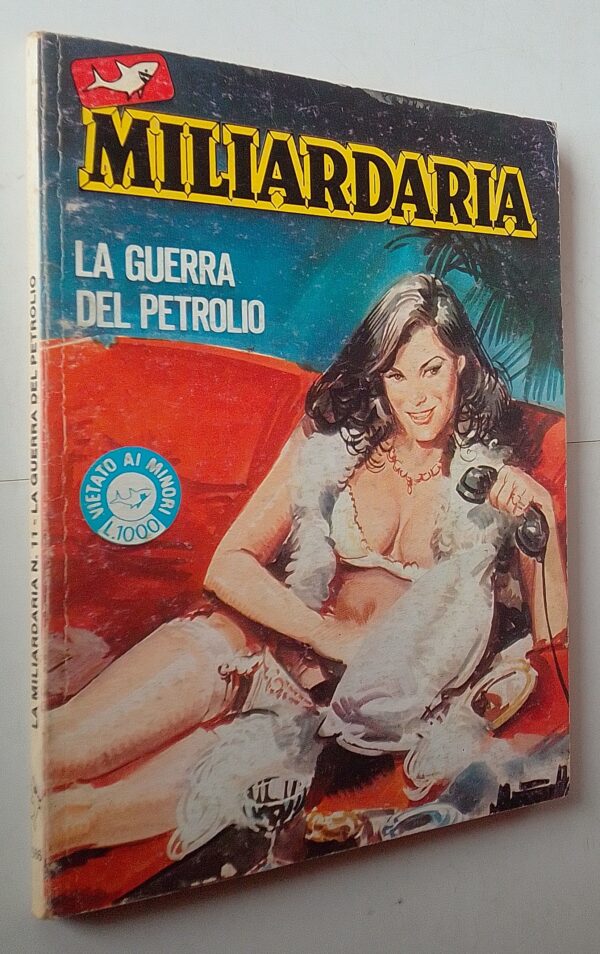 MILIARDARIA
LA GUERRA
DEL PETROLIO
VIETATO AI MINORI
L.1000
LA MILIARDARIA N. 11 - LA GUERRA DEL PETROLIO